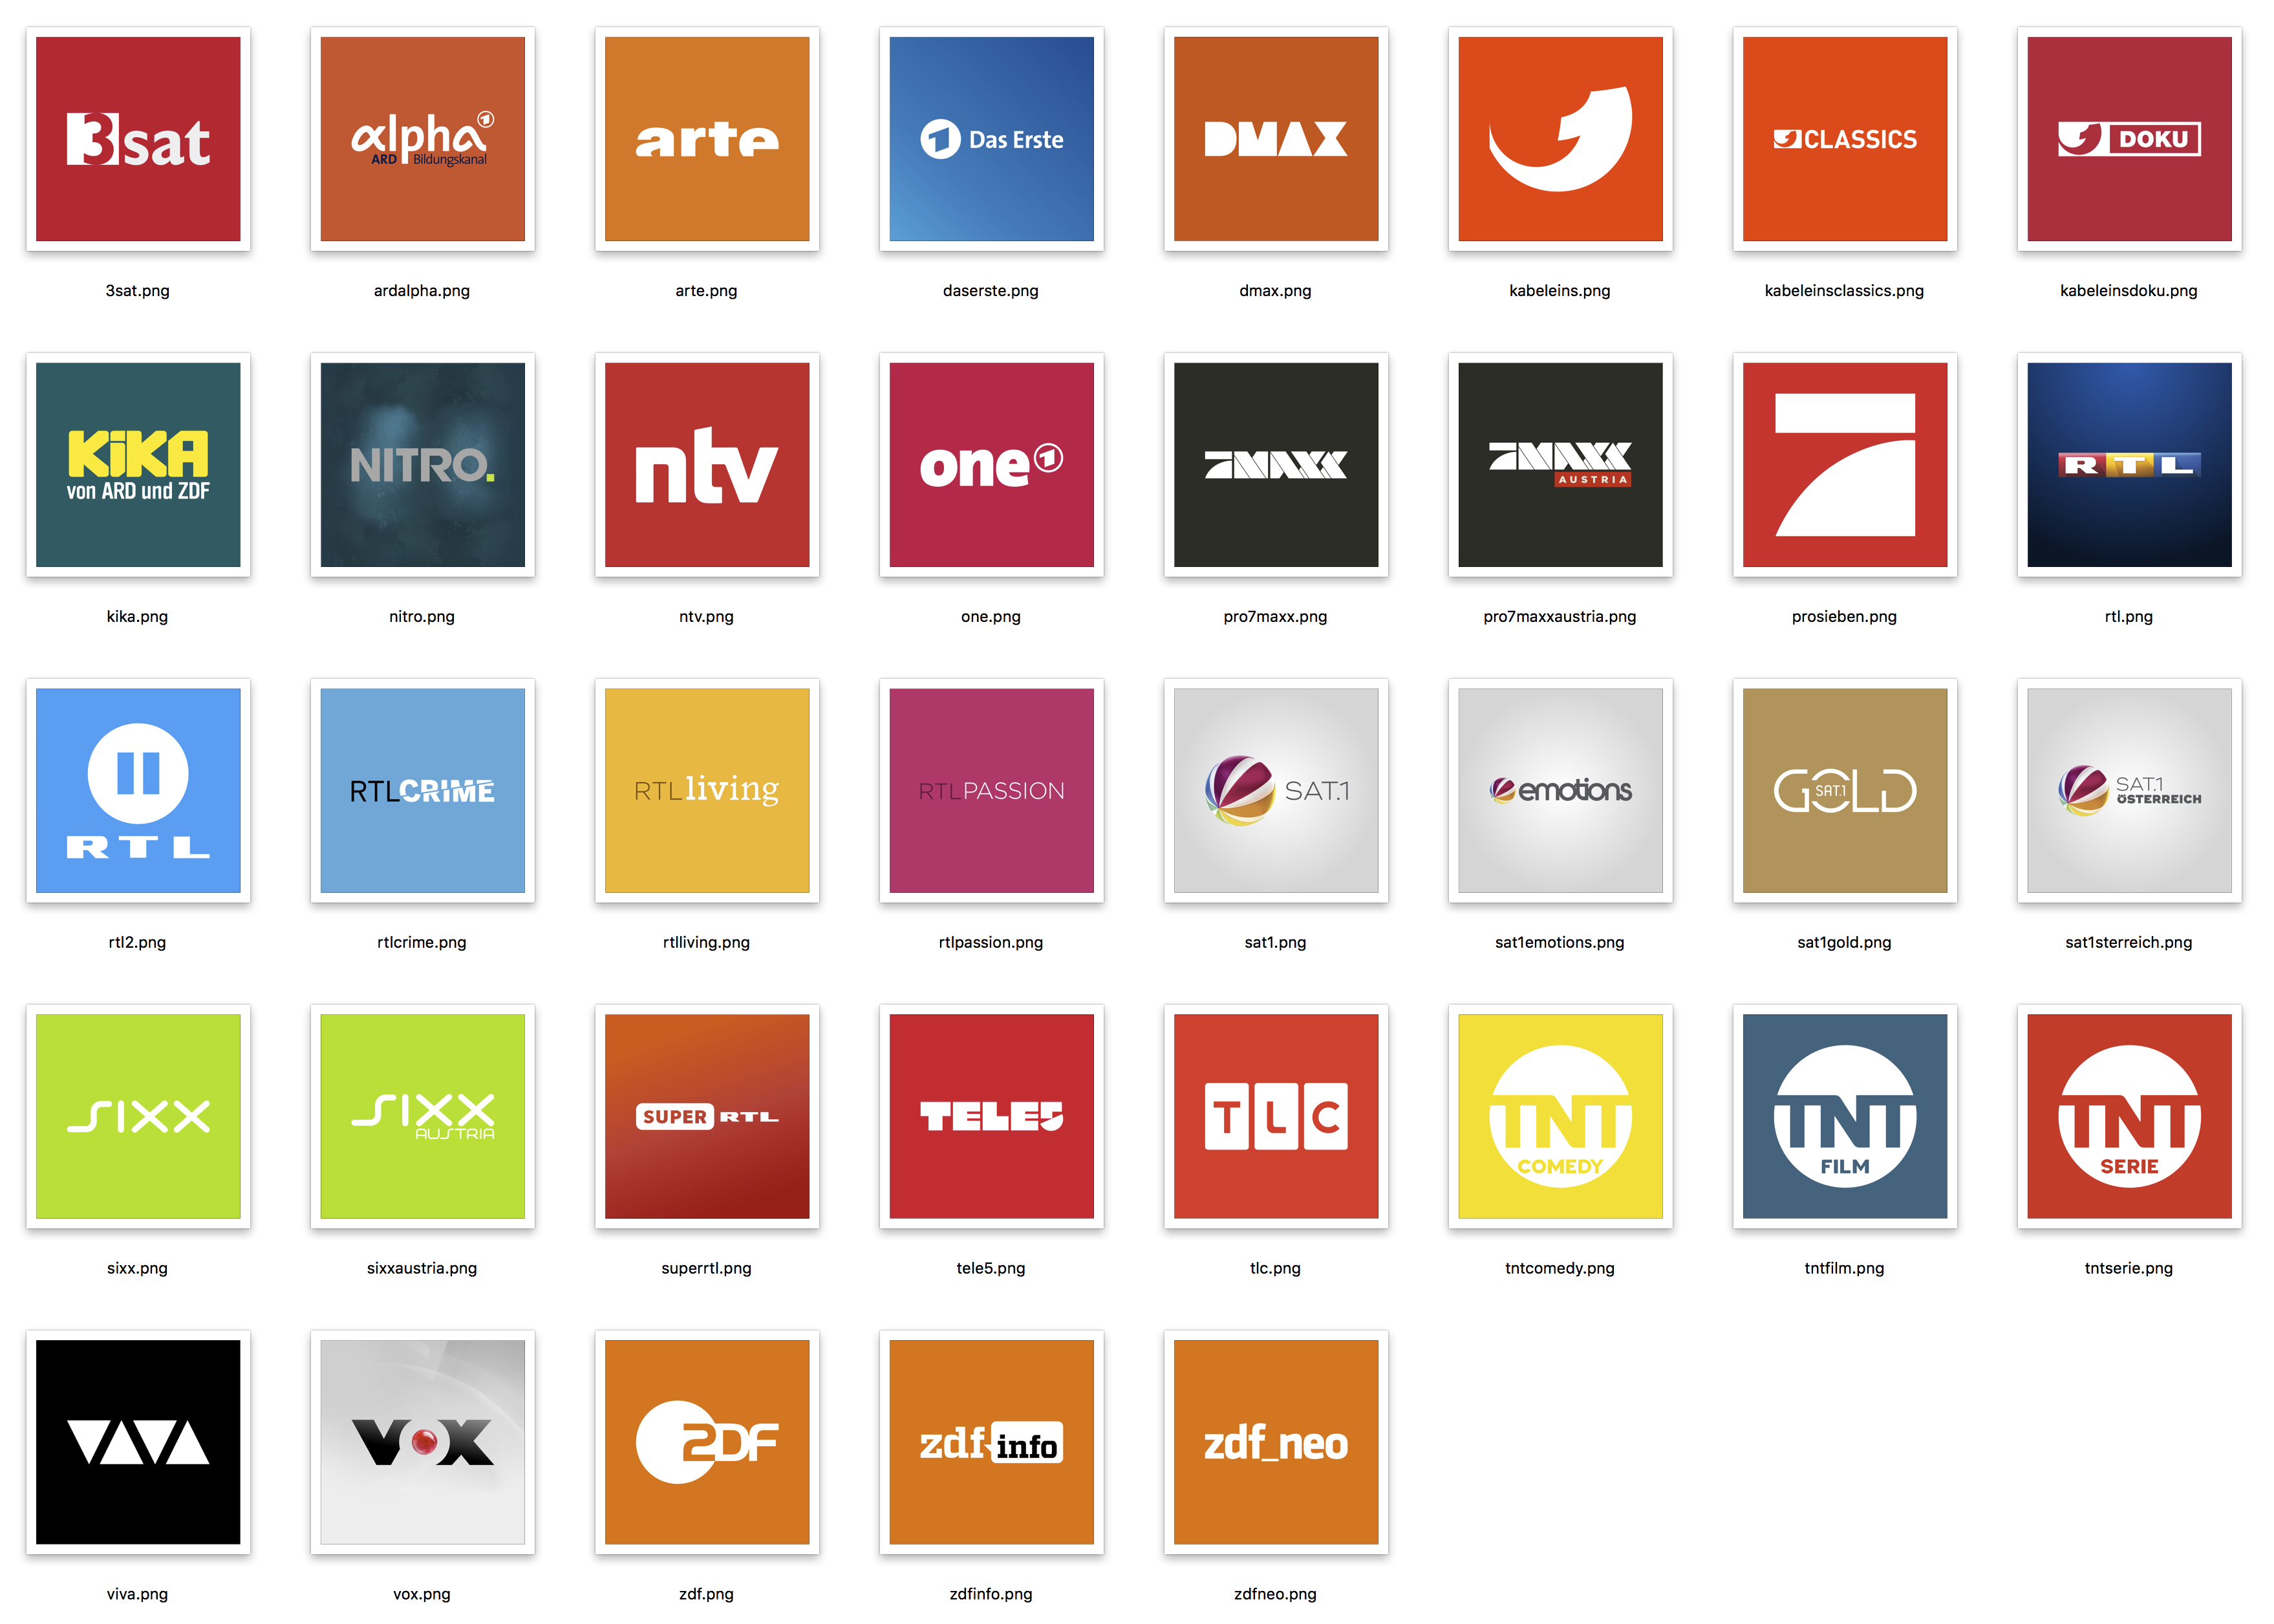 3sat
alpha
ARD Bildungskanal
arte
Das Erste
DMAX
CLASSICS
DOKU
3sat.png
ardalpha.png
arte.png
daserste.png
dmax.png
kabeleins.png
kabeleinsclassics.png
kabeleinsdoku.png
KiKA
von ARD und ZDF
NITRO.
ntv
one
7MAXX
7MAXX
AUSTRIA
RTL
kika.png
nitro.png
ntv.png
one.png
pro7maxx.png
pro7maxxaustria.png
prosieben.png
rtl.png
II
RTL
RTLCRIME
RTLliving
RTLPASSION
SAT.1
emotions
SAT.1
GOLD
SAT.1
ÖSTERREICH
rtl2.png
rtlcrime.png
rtlliving.png
rtlpassion.png
sat1.png
sat1emotions.png
sat1gold.png
sat1sterreich.png
SIXX
SIXX
AUSTRIA
SUPER RTL
TELE5
TLC
TNT
COMEDY
TNT
FILM
TNT
SERIE
sixx.png
sixxaustria.png
superrtl.png
tele5.png
tlc.png
tntcomedy.png
tntfilm.png
tntserie.png
VIVA
VOX
ZDF
zdf info
zdf_neo
viva.png
vox.png
zdf.png
zdfinfo.png
zdfneo.png